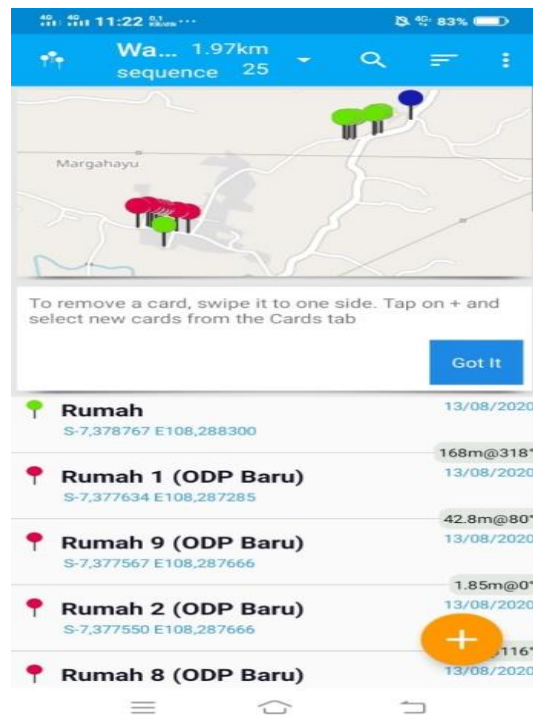 11:22
83%
Wa... 1.97km
sequence 25
Margahayu
To remove a card, swipe it to one side. Tap on + and
select new cards from the Cards tab
Got It
Rumah
13/08/2020
S-7,378767 E108,288300
168m@318°
Rumah 1 (ODP Baru)
13/08/2020
S-7,377634 E108,287285
42.8m@80°
Rumah 9 (ODP Baru)
13/08/2020
S-7,377567 E108,287666
1.85m@0°
Rumah 2 (ODP Baru)
13/08/2020
S-7,377550 E108,287666
+
116°
Rumah 8 (ODP Baru)
13/08/2020